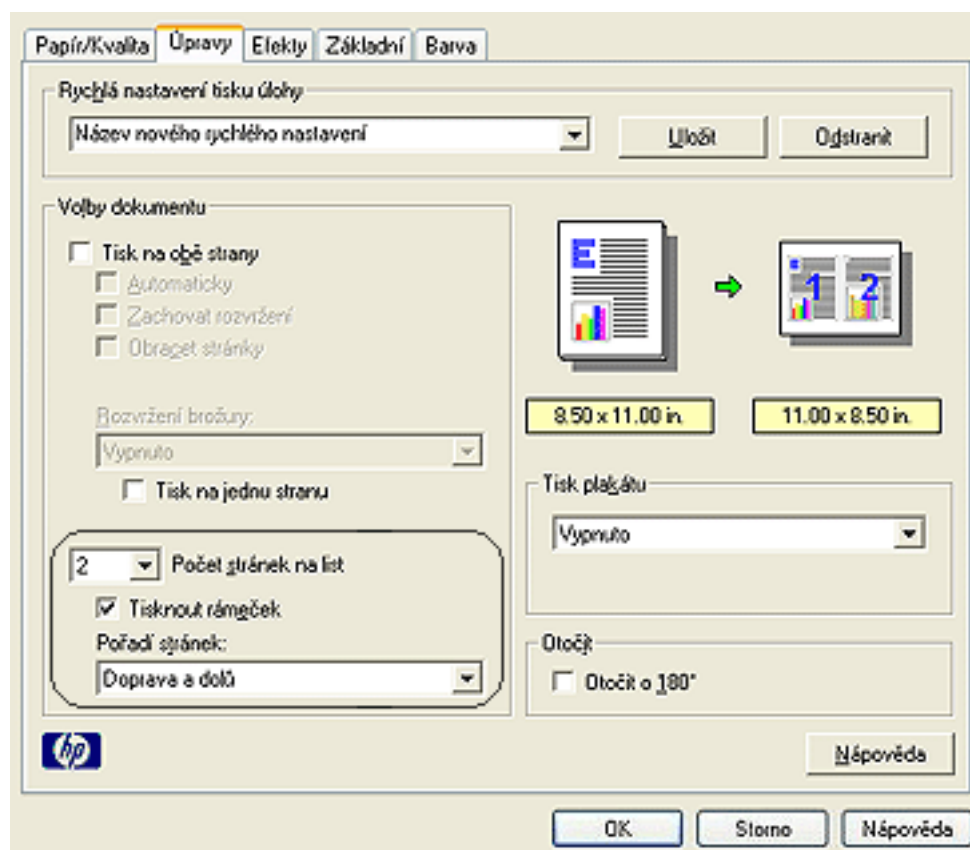 Papír/Kvalita Úpravy Efekty Základní Barva
Rychlá nastavení tisku úlohy
Název nového rychlého nastavení Uložit Odstranit
Volby dokumentu
Tisk na obě strany
Automaticky
Zachovat rozvržení
Obracet stránky
Rozvržení brožury:
Vypnuto
Tisk na jednu stranu
2 Počet stránek na list
Tisknout rámeček
Pořadí stránek:
Doprava a dolů
E 1 2
8.50 x 11.00 in. 11.00 x 8.50 in.
Tisk plakátu
Vypnuto
Otočit
Otočit o 180°
hp
Nápověda
OK Storno Nápověda